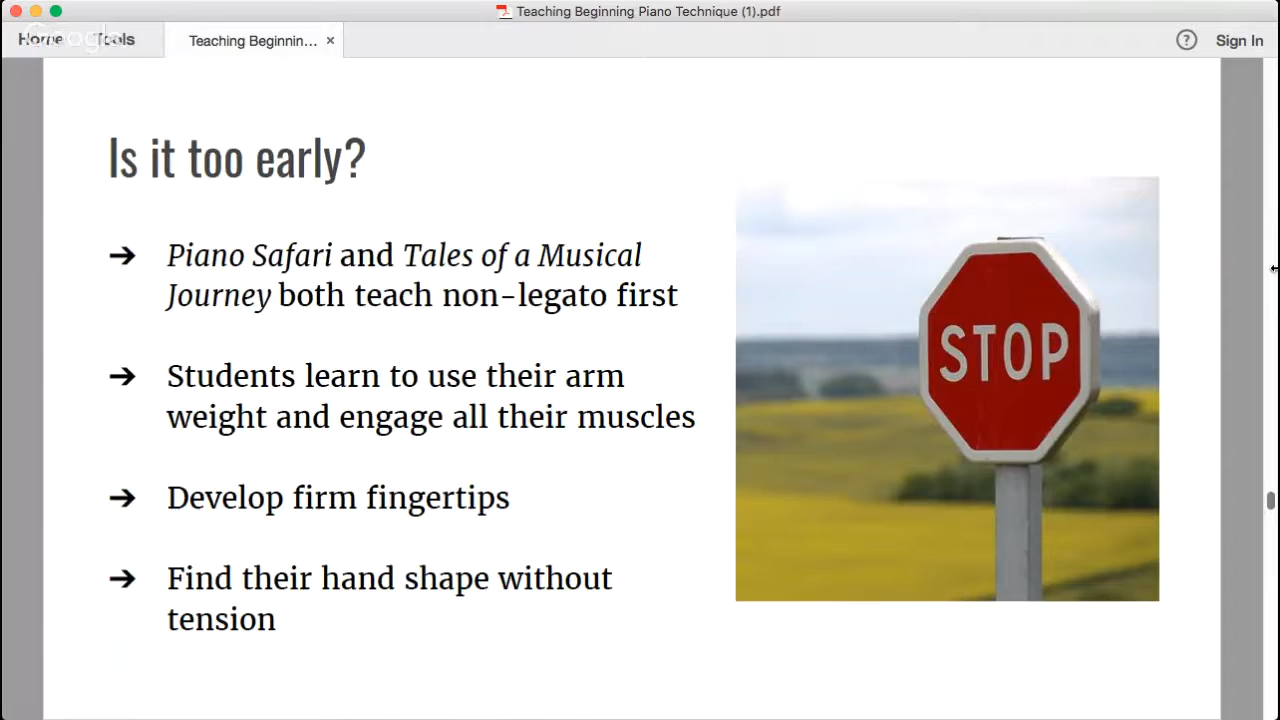 Teaching Beginning Piano Technique (1).pdf
Home Tools Teaching Beginnin... × ? Sign In
Google
Is it too early?
➔ Piano Safari and Tales of a Musical
Journey both teach non-legato first
➔ Students learn to use their arm
weight and engage all their muscles
➔ Develop firm fingertips
➔ Find their hand shape without
tension
STOP